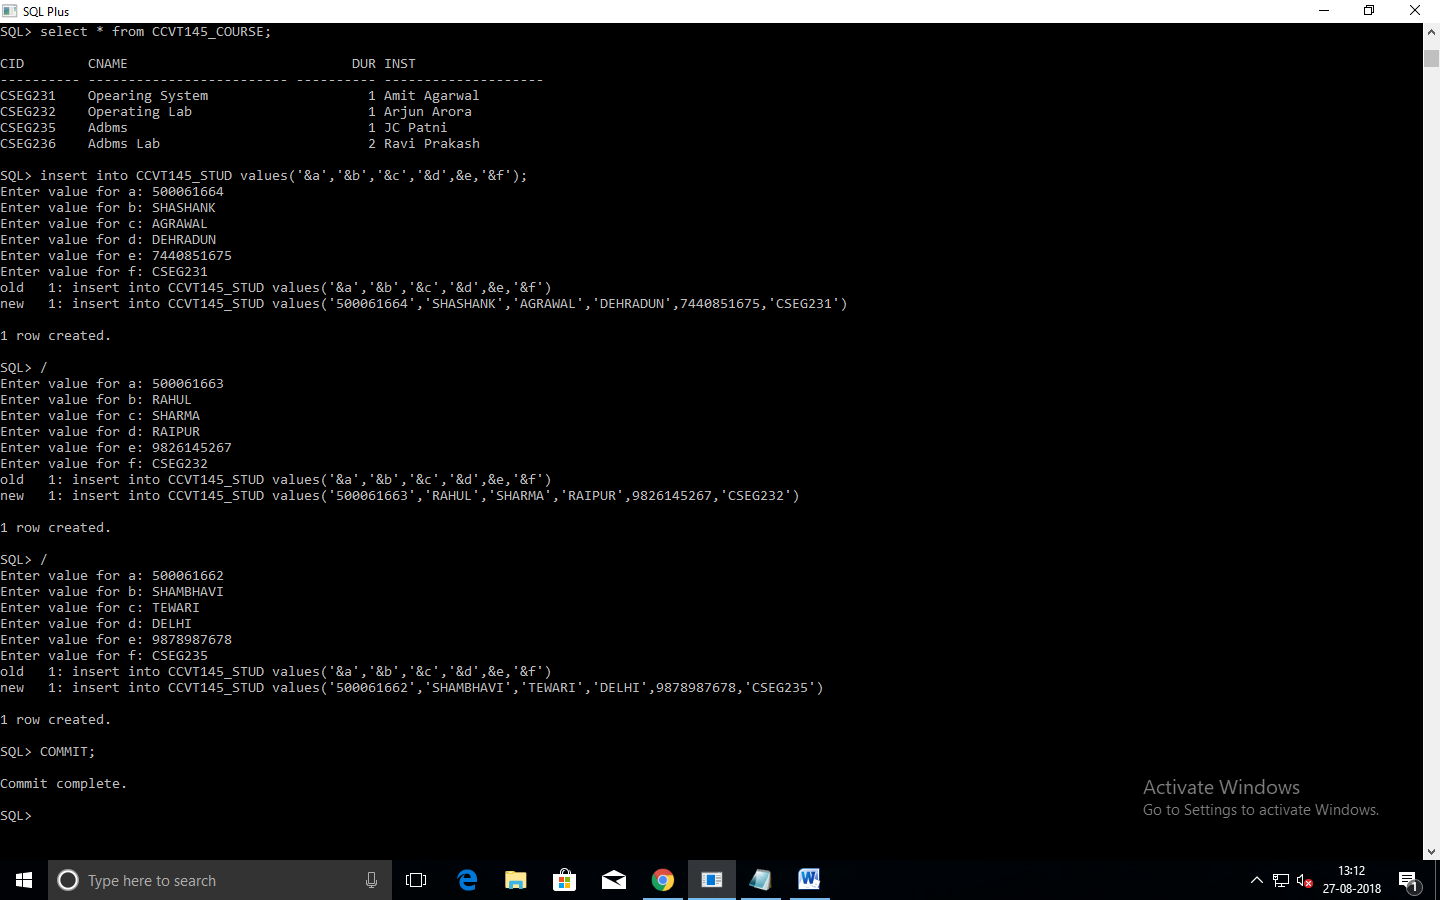 SQL Plus
SQL> select * from CCVT145_COURSE;
CID        CNAME                            DUR INST
---------- ------------------------- ---------- --------------------
CSEG231    Opearing System                    1 Amit Agarwal
CSEG232    Operating Lab                      1 Arjun Arora
CSEG235    Adbms                              1 JC Patni
CSEG236    Adbms Lab                          2 Ravi Prakash
SQL> insert into CCVT145_STUD values('&a','&b','&c','&d',&e,'&f');
Enter value for a: 500061664
Enter value for b: SHASHANK
Enter value for c: AGRAWAL
Enter value for d: DEHRADUN
Enter value for e: 7440851675
Enter value for f: CSEG231
old   1: insert into CCVT145_STUD values('&a','&b','&c','&d',&e,'&f')
new   1: insert into CCVT145_STUD values('500061664','SHASHANK','AGRAWAL','DEHRADUN',7440851675,'CSEG231')
1 row created.
SQL> /
Enter value for a: 500061663
Enter value for b: RAHUL
Enter value for c: SHARMA
Enter value for d: RAIPUR
Enter value for e: 9826145267
Enter value for f: CSEG232
old   1: insert into CCVT145_STUD values('&a','&b','&c','&d',&e,'&f')
new   1: insert into CCVT145_STUD values('500061663','RAHUL','SHARMA','RAIPUR',9826145267,'CSEG232')
1 row created.
SQL> /
Enter value for a: 500061662
Enter value for b: SHAMBHAVI
Enter value for c: TEWARI
Enter value for d: DELHI
Enter value for e: 9878987678
Enter value for f: CSEG235
old   1: insert into CCVT145_STUD values('&a','&b','&c','&d',&e,'&f')
new   1: insert into CCVT145_STUD values('500061662','SHAMBHAVI','TEWARI','DELHI',9878987678,'CSEG235')
1 row created.
SQL> COMMIT;
Commit complete.
SQL>
Activate Windows
Go to Settings to activate Windows.
Type here to search
13:12
27-08-2018
1